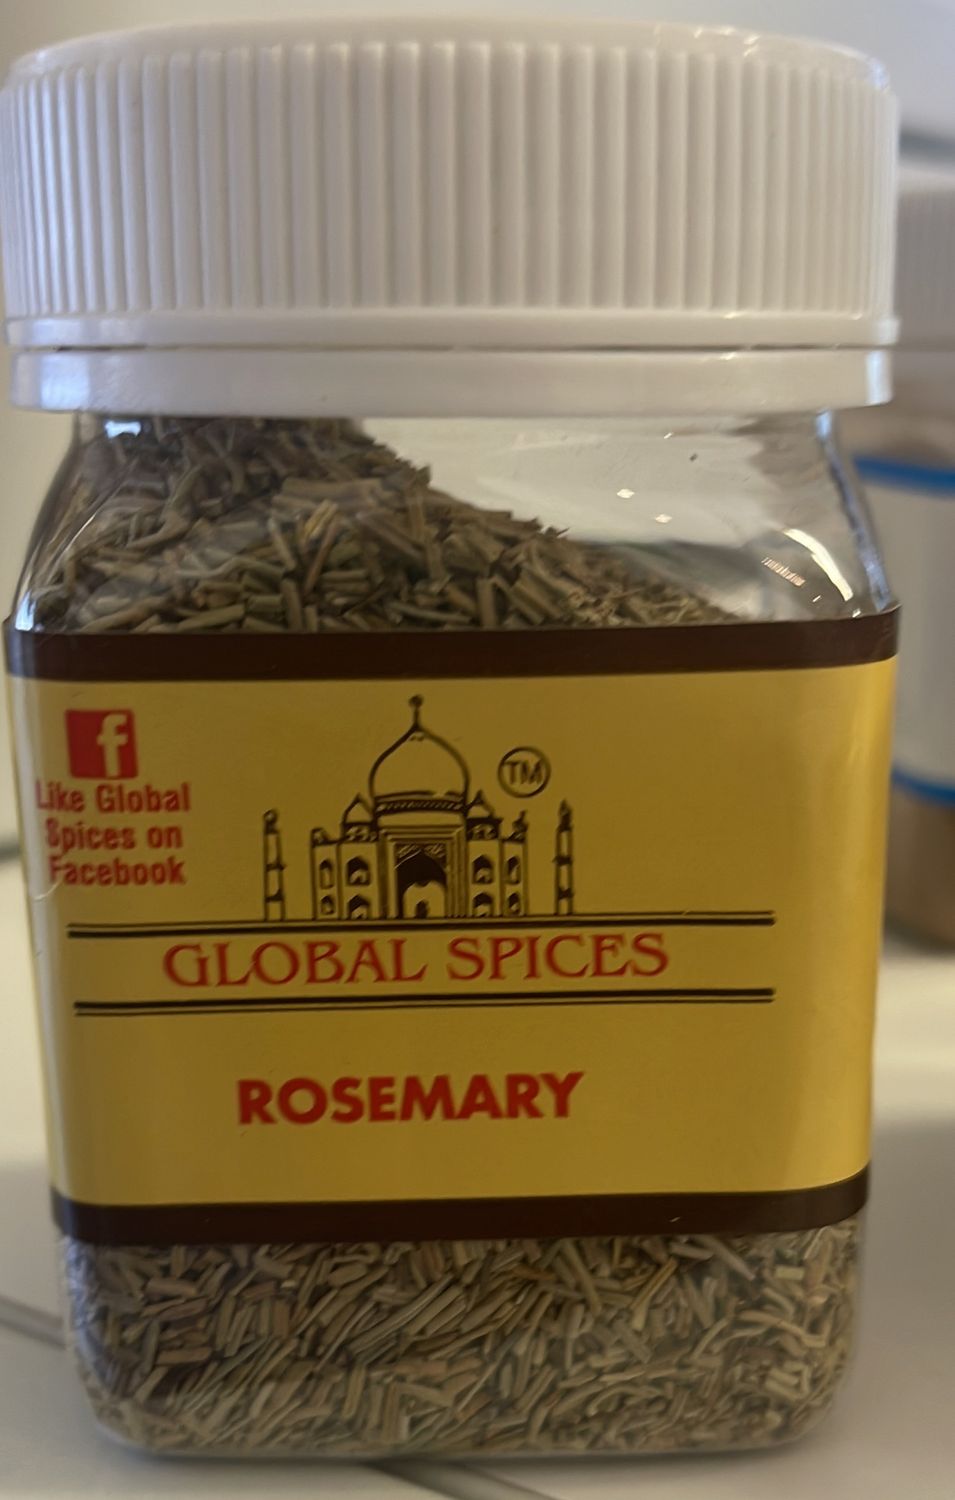 f
Like Global
Spices on
Facebook
TM
GLOBAL SPICES
ROSEMARY